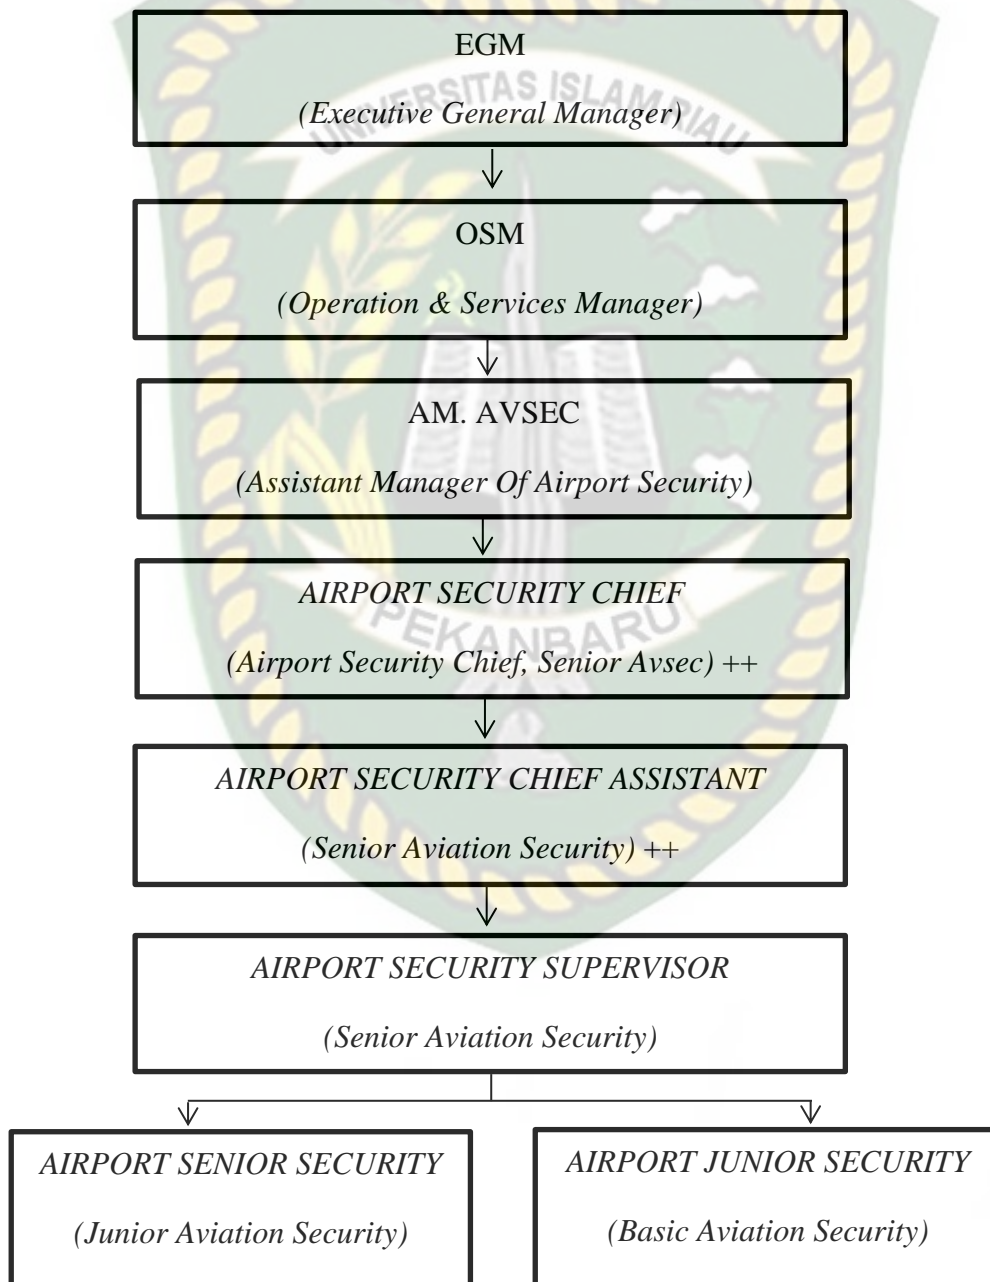 EGM
(Executive General Manager)
UNIVERSITAS ISLAM RIAU
OSM
(Operation & Services Manager)
AM. AVSEC
(Assistant Manager Of Airport Security)
AIRPORT SECURITY CHIEF
PEKANBARU
(Airport Security Chief, Senior Avsec) ++
AIRPORT SECURITY CHIEF ASSISTANT
(Senior Aviation Security) ++
AIRPORT SECURITY SUPERVISOR
(Senior Aviation Security)
AIRPORT SENIOR SECURITY
(Junior Aviation Security)
AIRPORT JUNIOR SECURITY
(Basic Aviation Security)